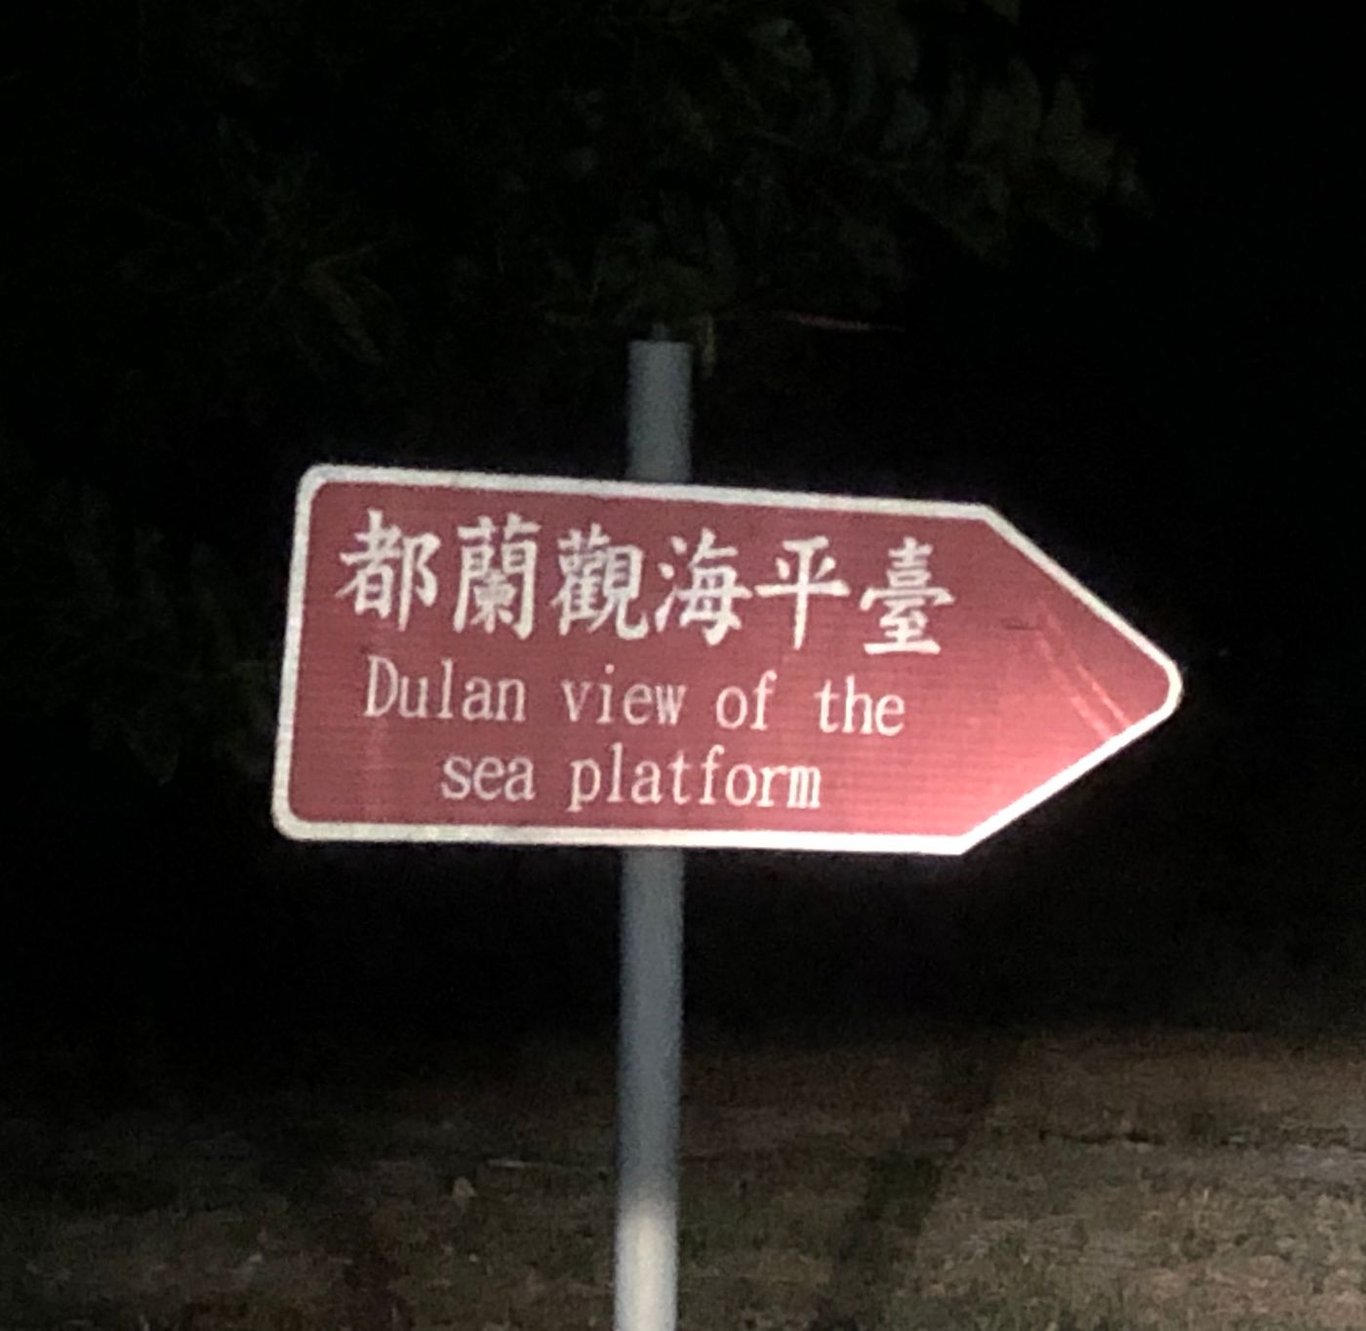 都蘭觀海平臺
Dulan view of the
sea platform